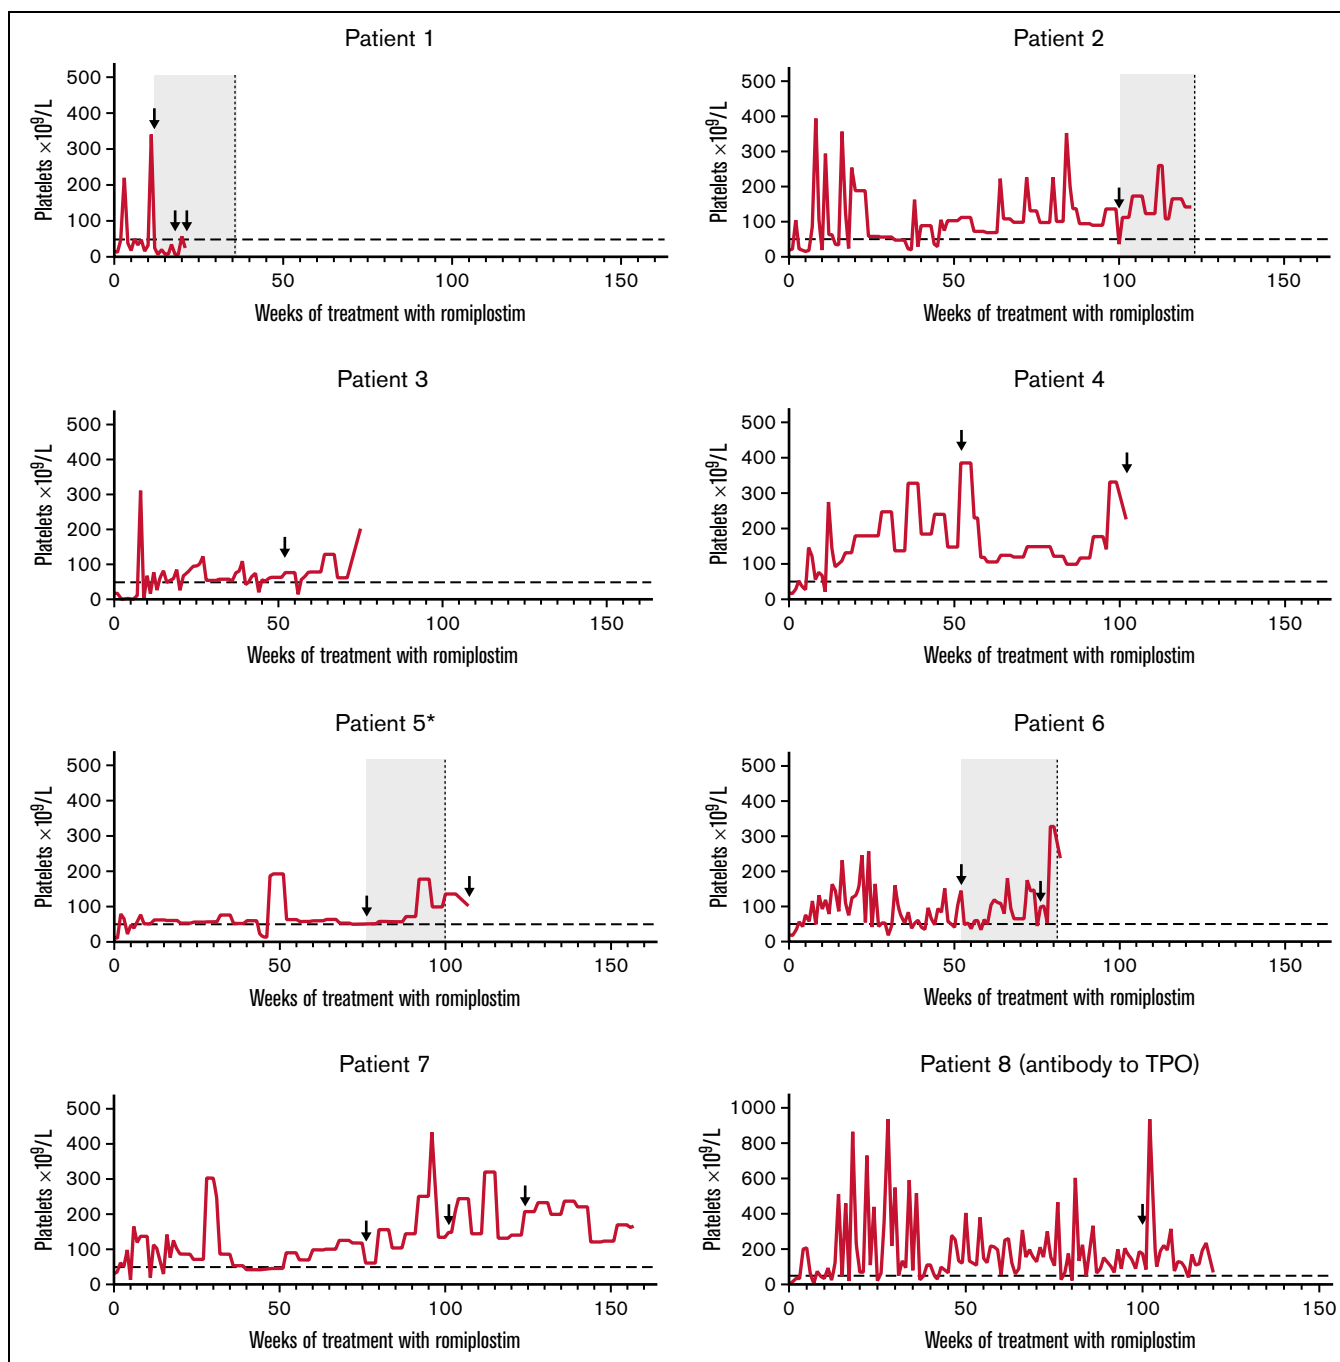 Patient 1
Platelets ×10⁹/L
500
400
300
200
100
0
0 50 100 150
Weeks of treatment with romiplostim
Patient 2
Platelets ×10⁹/L
500
400
300
200
100
0
0 50 100 150
Weeks of treatment with romiplostim
Patient 3
Platelets ×10⁹/L
500
400
300
200
100
0
0 50 100 150
Weeks of treatment with romiplostim
Patient 4
Platelets ×10⁹/L
500
400
300
200
100
0
0 50 100 150
Weeks of treatment with romiplostim
Patient 5*
Platelets ×10⁹/L
500
400
300
200
100
0
0 50 100 150
Weeks of treatment with romiplostim
Patient 6
Platelets ×10⁹/L
500
400
300
200
100
0
0 50 100 150
Weeks of treatment with romiplostim
Patient 7
Platelets ×10⁹/L
500
400
300
200
100
0
0 50 100 150
Weeks of treatment with romiplostim
Patient 8 (antibody to TPO)
Platelets ×10⁹/L
1000
800
600
400
200
0
0 50 100 150
Weeks of treatment with romiplostim